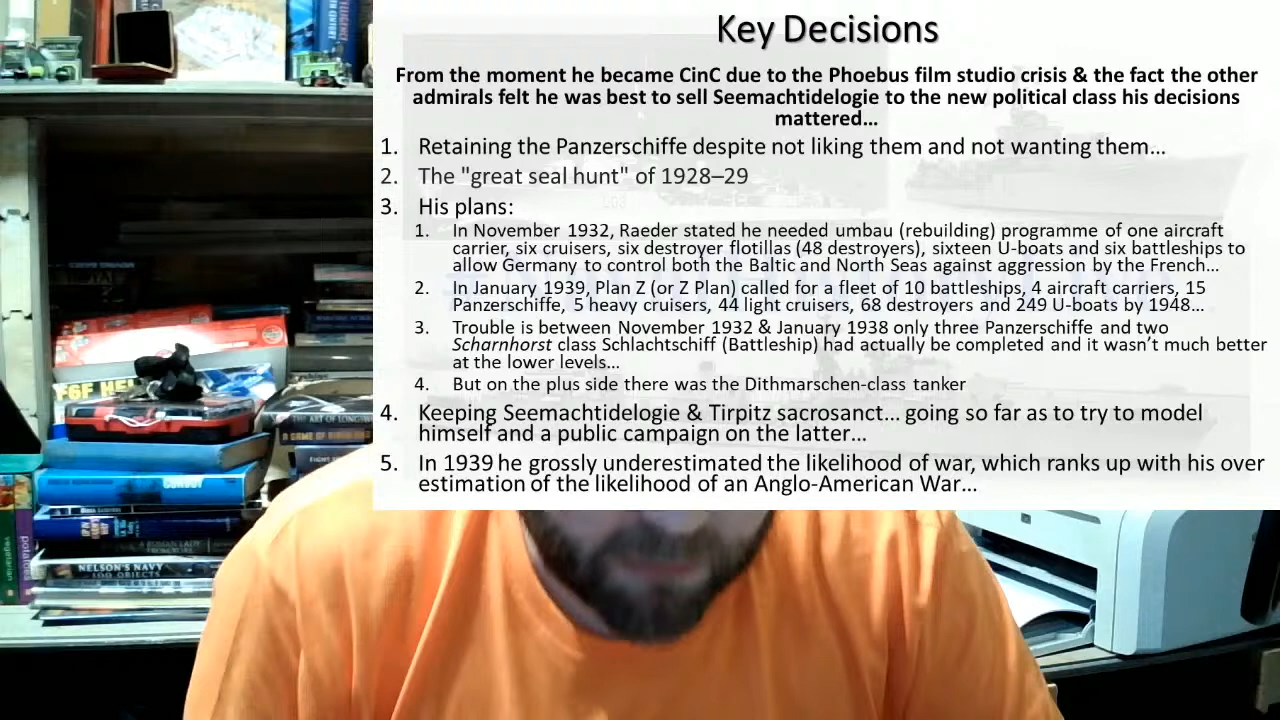 Key Decisions
From the moment he became CinC due to the Phoebus film studio crisis & the fact the other
admirals felt he was best to sell Seemachtidelogie to the new political class his decisions
mattered...
1. Retaining the Panzerschiffe despite not liking them and not wanting them...
2. The "great seal hunt" of 1928–29
3. His plans:
1. In November 1932, Raeder stated he needed umbau (rebuilding) programme of one aircraft
carrier, six cruisers, six destroyer flotillas (48 destroyers), sixteen U-boats and six battleships to
allow Germany to control both the Baltic and North Seas against aggression by the French...
2. In January 1939, Plan Z (or Z Plan) called for a fleet of 10 battleships, 4 aircraft carriers, 15
Panzerschiffe, 5 heavy cruisers, 44 light cruisers, 68 destroyers and 249 U-boats by 1948...
3. Trouble is between November 1932 & January 1938 only three Panzerschiffe and two
Scharnhorst class Schlachtschiff (Battleship) had actually be completed and it wasn't much better
at the lower levels...
4. But on the plus side there was the Dithmarschen-class tanker
4. Keeping Seemachtidelogie & Tirpitz sacrosanct... going so far as to try to model
himself and a public campaign on the latter...
5. In 1939 he grossly underestimated the likelihood of war, which ranks up with his over
estimation of the likelihood of an Anglo-American War...
F6F HEL
THE ART OF
CONVOY
A ROMAN LADY
NELSON'S NAVY
100 OBJECTS
vegetarian
potatoes